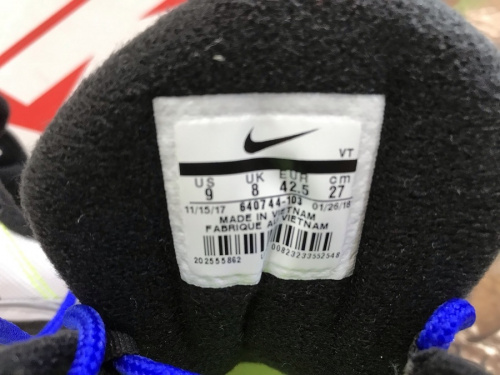 VT
US UK EUR cm
9 8 42.5 27
11/15/17 640744-103 01/26/18
MADE IN VIETNAM
FABRIQUE AU VIETNAM
202555862 00823233552548